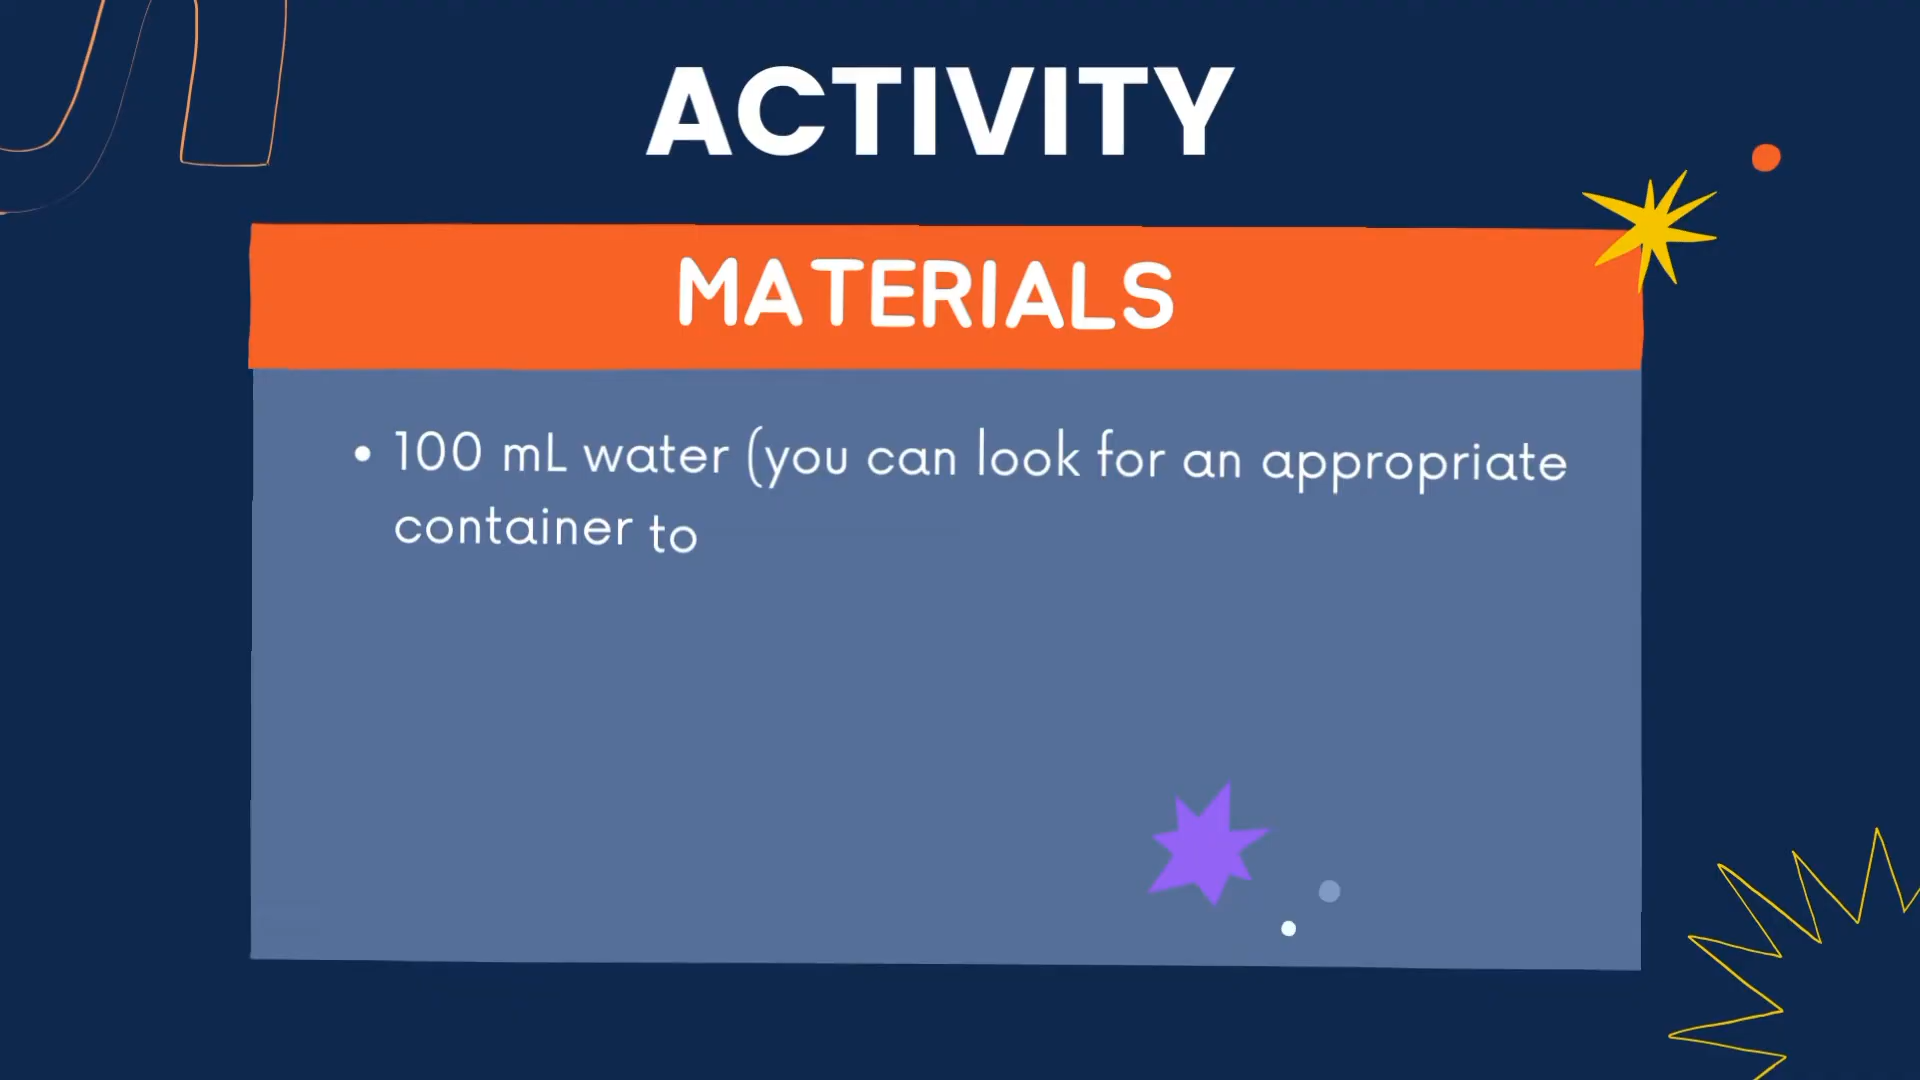 ACTIVITY
MATERIALS
• 100 mL water (you can look for an appropriate
container to